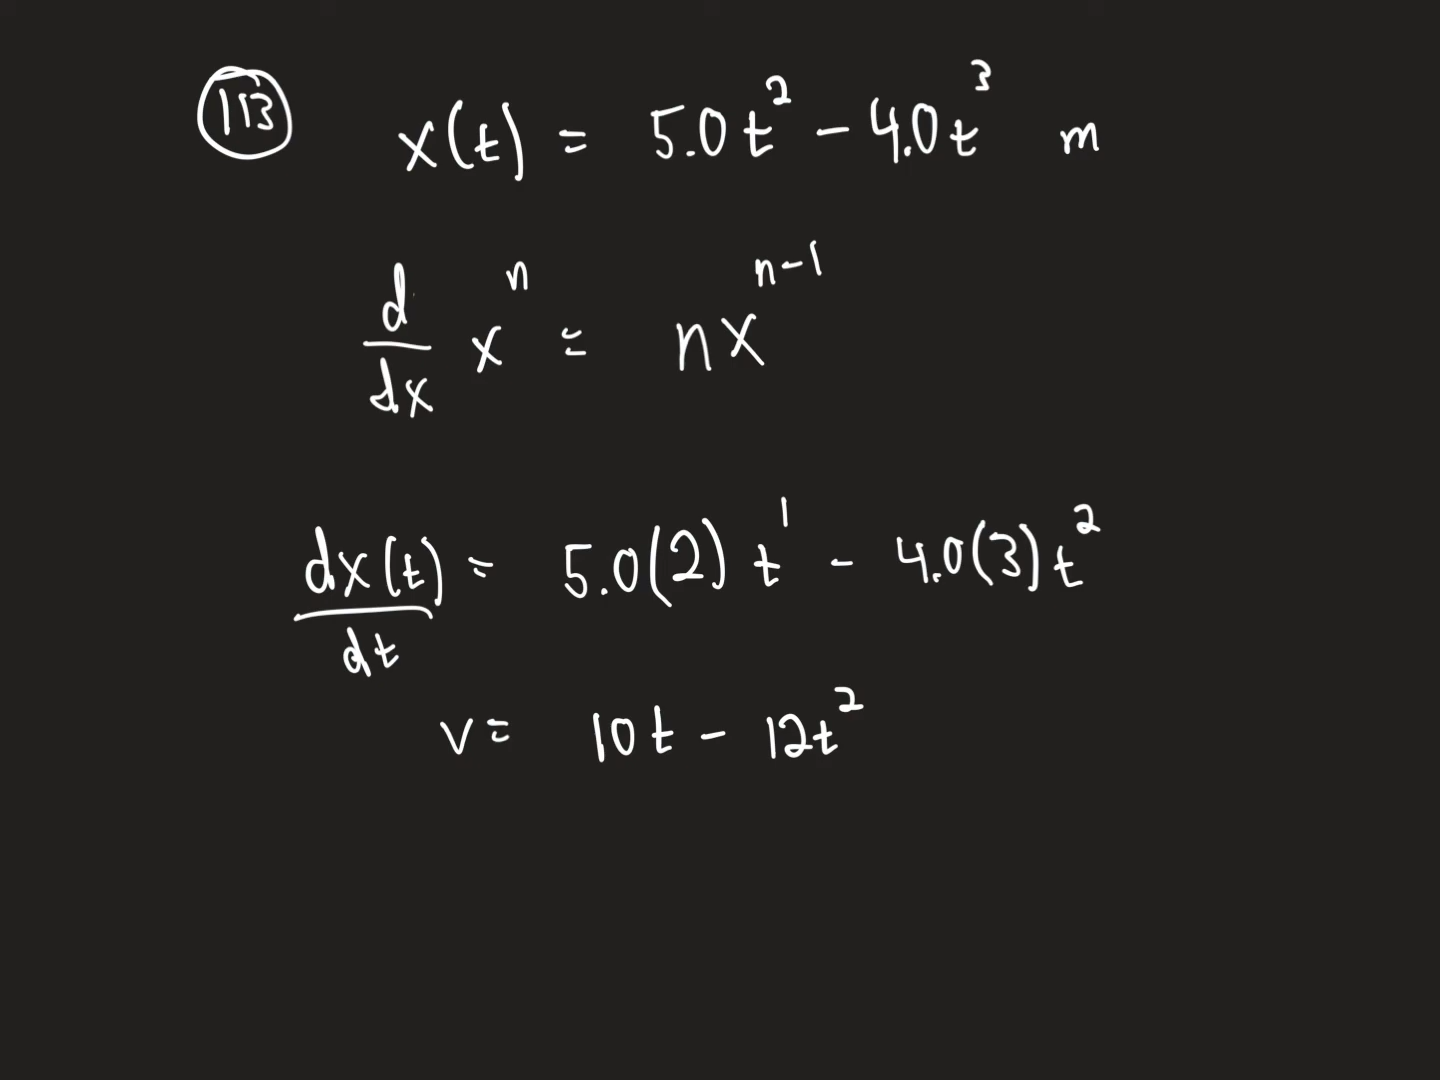 113 x(t) = 5.0t² - 4.0t³ m
d/dx xⁿ = nxⁿ⁻¹
dx(t)/dt = 5.0(2)t¹ - 4.0(3)t²
v = 10t - 12t²